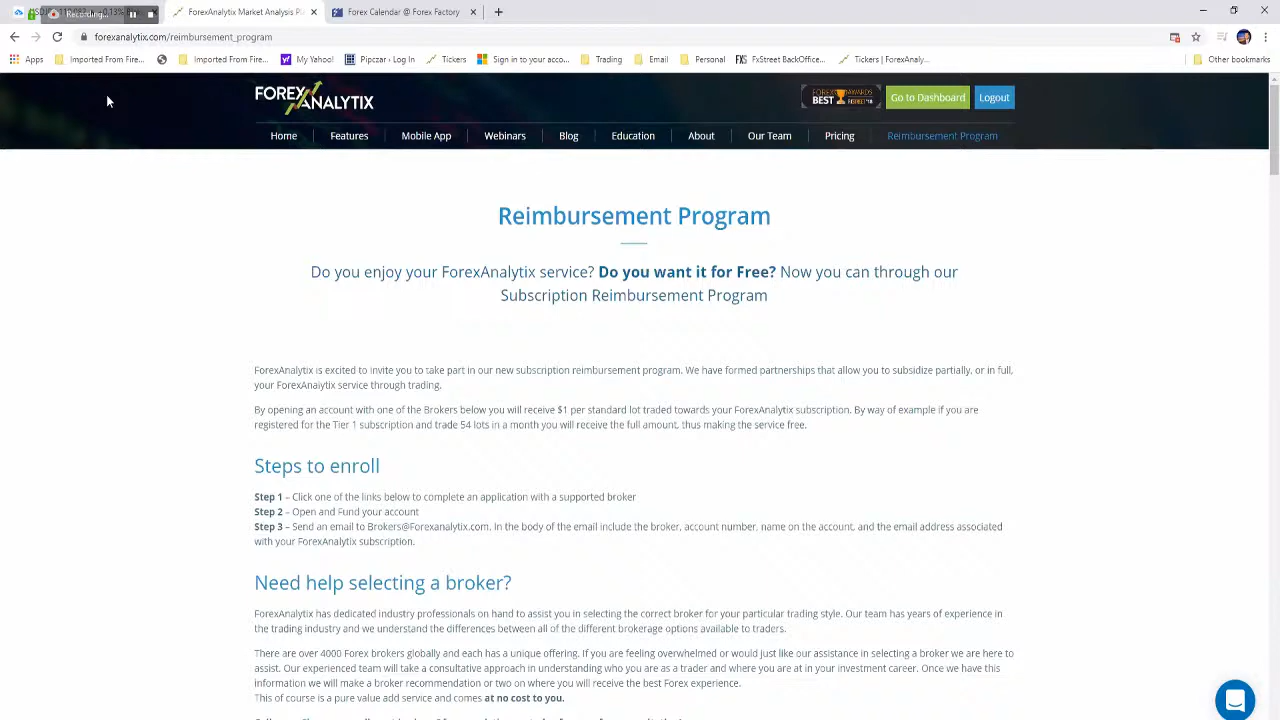 Recording...
ForexAnalytix Market Analysis Pl
Forex Calendar @ Forex Factory
forexanalytix.com/reimbursement_program
Apps
Imported From Fire...
Imported From Fire...
My Yahoo!
Pipczar › Log In
Tickers
Sign in to your acco...
Trading
Email
Personal
FxStreet BackOffice...
Tickers | ForexAnaly...
Other bookmarks
FOREX ANALYTIX
FOREX AWARDS
BEST
Go to Dashboard
Logout
Home
Features
Mobile App
Webinars
Blog
Education
About
Our Team
Pricing
Reimbursement Program
Reimbursement Program
Do you enjoy your ForexAnalytix service? Do you want it for Free? Now you can through our
Subscription Reimbursement Program
ForexAnalytix is excited to invite you to take part in our new subscription reimbursement program. We have formed partnerships that allow you to subsidize partially, or in full,
your ForexAnalytix service through trading.
By opening an account with one of the Brokers below you will receive $1 per standard lot traded towards your ForexAnalytix subscription. By way of example if you are
registered for the Tier 1 subscription and trade 54 lots in a month you will receive the full amount, thus making the service free.
Steps to enroll
Step 1 – Click one of the links below to complete an application with a supported broker
Step 2 – Open and Fund your account
Step 3 – Send an email to Brokers@Forexanalytix.com. In the body of the email include the broker, account number, name on the account, and the email address associated
with your ForexAnalytix subscription.
Need help selecting a broker?
ForexAnalytix has dedicated industry professionals on hand to assist you in selecting the correct broker for your particular trading style. Our team has years of experience in
the trading industry and we understand the differences between all of the different brokerage options available to traders.
There are over 4000 Forex brokers globally and each has a unique offering. If you are feeling overwhelmed or would just like our assistance in selecting a broker we are here to
assist. Our experienced team will take a consultative approach in understanding who you are as a trader and where you are at in your investment career. Once we have this
information we will make a broker recommendation or two on where you will receive the best Forex experience.
This of course is a pure value add service and comes at no cost to you.